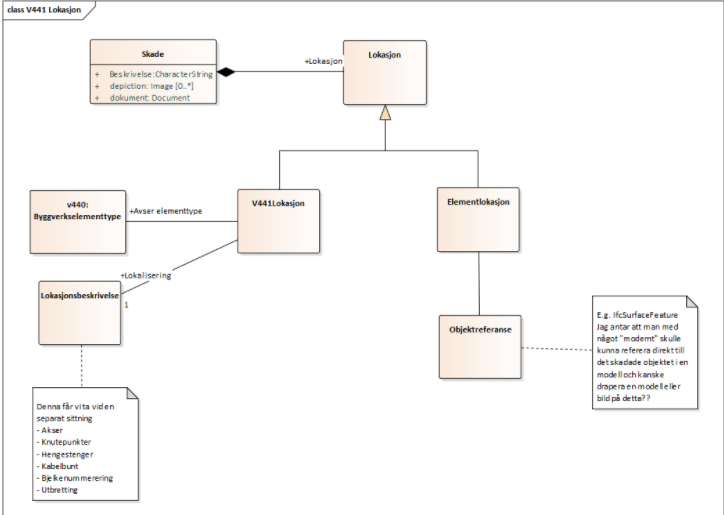 class V441 Lokasjon
Skade
+ Beskrivelse:CharacterString
+ depiction: Image [0..*]
+ dokument: Document
+Lokasjon
Lokasjon
v440:
Byggverkselementtype
+Avser elementtype
V441Lokasjon
Elementlokasjon
+Lokalisering
1
Lokasjonsbeskrivelse
Objektreferanse
E.g. IfcSurfaceFeature
Jag antar att man med
något "modernt" skulle
kunna referera direkt till
det skadade objektet i en
modell och kanske
drapera en modell eller
bild på detta??
Denna får vi ta vid en
separat sittning
- Akser
- Knutepunkter
- Hengestenger
- Kabelbunt
- Bjelkenummerering
- Utbretting